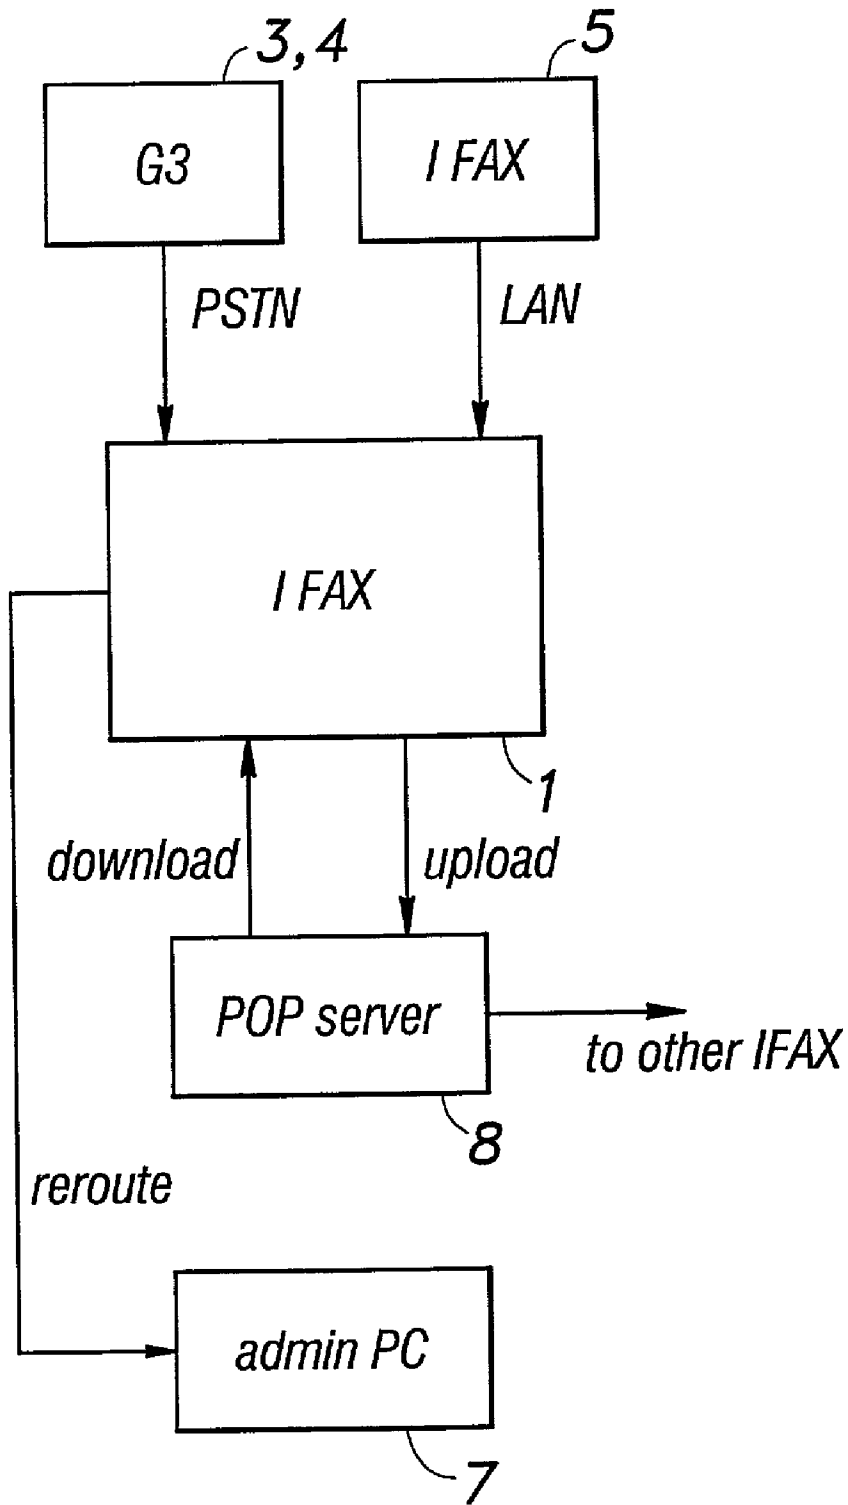 3, 4
5
G3
I FAX
PSTN
LAN
I FAX
1
download
upload
POP server
to other IFAX
8
reroute
admin PC
7